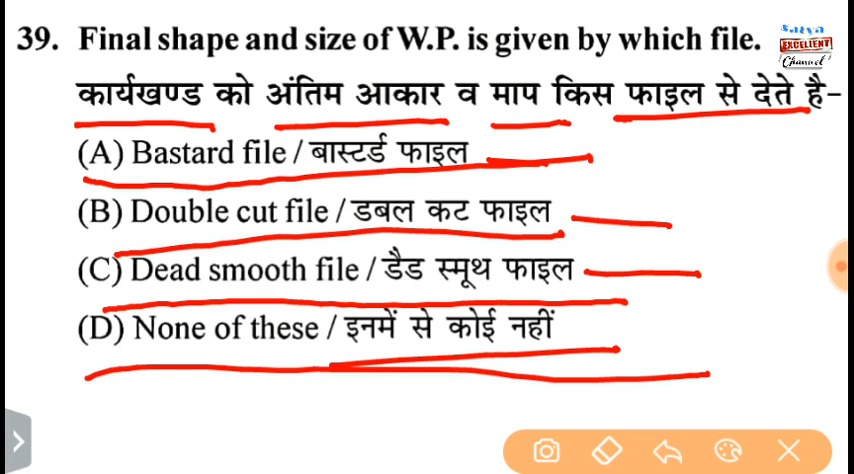 39. Final shape and size of W.P. is given by which file.
Satya
EXCELLENT
Channel
कार्यखण्ड को अंतिम आकार व माप किस फाइल से देते है-
(A) Bastard file / बास्टर्ड फाइल
(B) Double cut file / डबल कट फाइल
(C) Dead smooth file / डैड स्मूथ फाइल
(D) None of these / इनमें से कोई नहीं